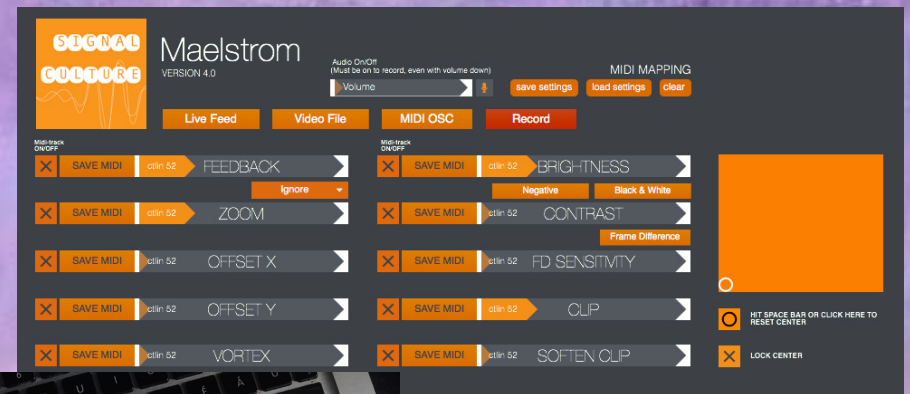 SIGNAL
CULTURE
Maelstrom
VERSION 4.0
Audio On/Off
(Must be on to record, even with volume down)
Volume
MIDI MAPPING
save settings load settings clear
Live Feed Video File MIDI OSC Record
Midi-track
ON/OFF
Midi-track
ON/OFF
SAVE MIDI ctlin 52 FEEDBACK
SAVE MIDI ctlin 52 BRIGHTNESS
Ignore
Negative Black & White
SAVE MIDI ctlin 52 ZOOM
SAVE MIDI ctlin 52 CONTRAST
Frame Difference
SAVE MIDI ctlin 52 OFFSET X
SAVE MIDI ctlin 52 FD SENSITIVITY
SAVE MIDI ctlin 52 OFFSET Y
SAVE MIDI ctlin 52 CLIP
HIT SPACE BAR OR CLICK HERE TO
RESET CENTER
SAVE MIDI ctlin 52 VORTEX
SAVE MIDI ctlin 52 SOFTEN CLIP
LOCK CENTER
U I É Å